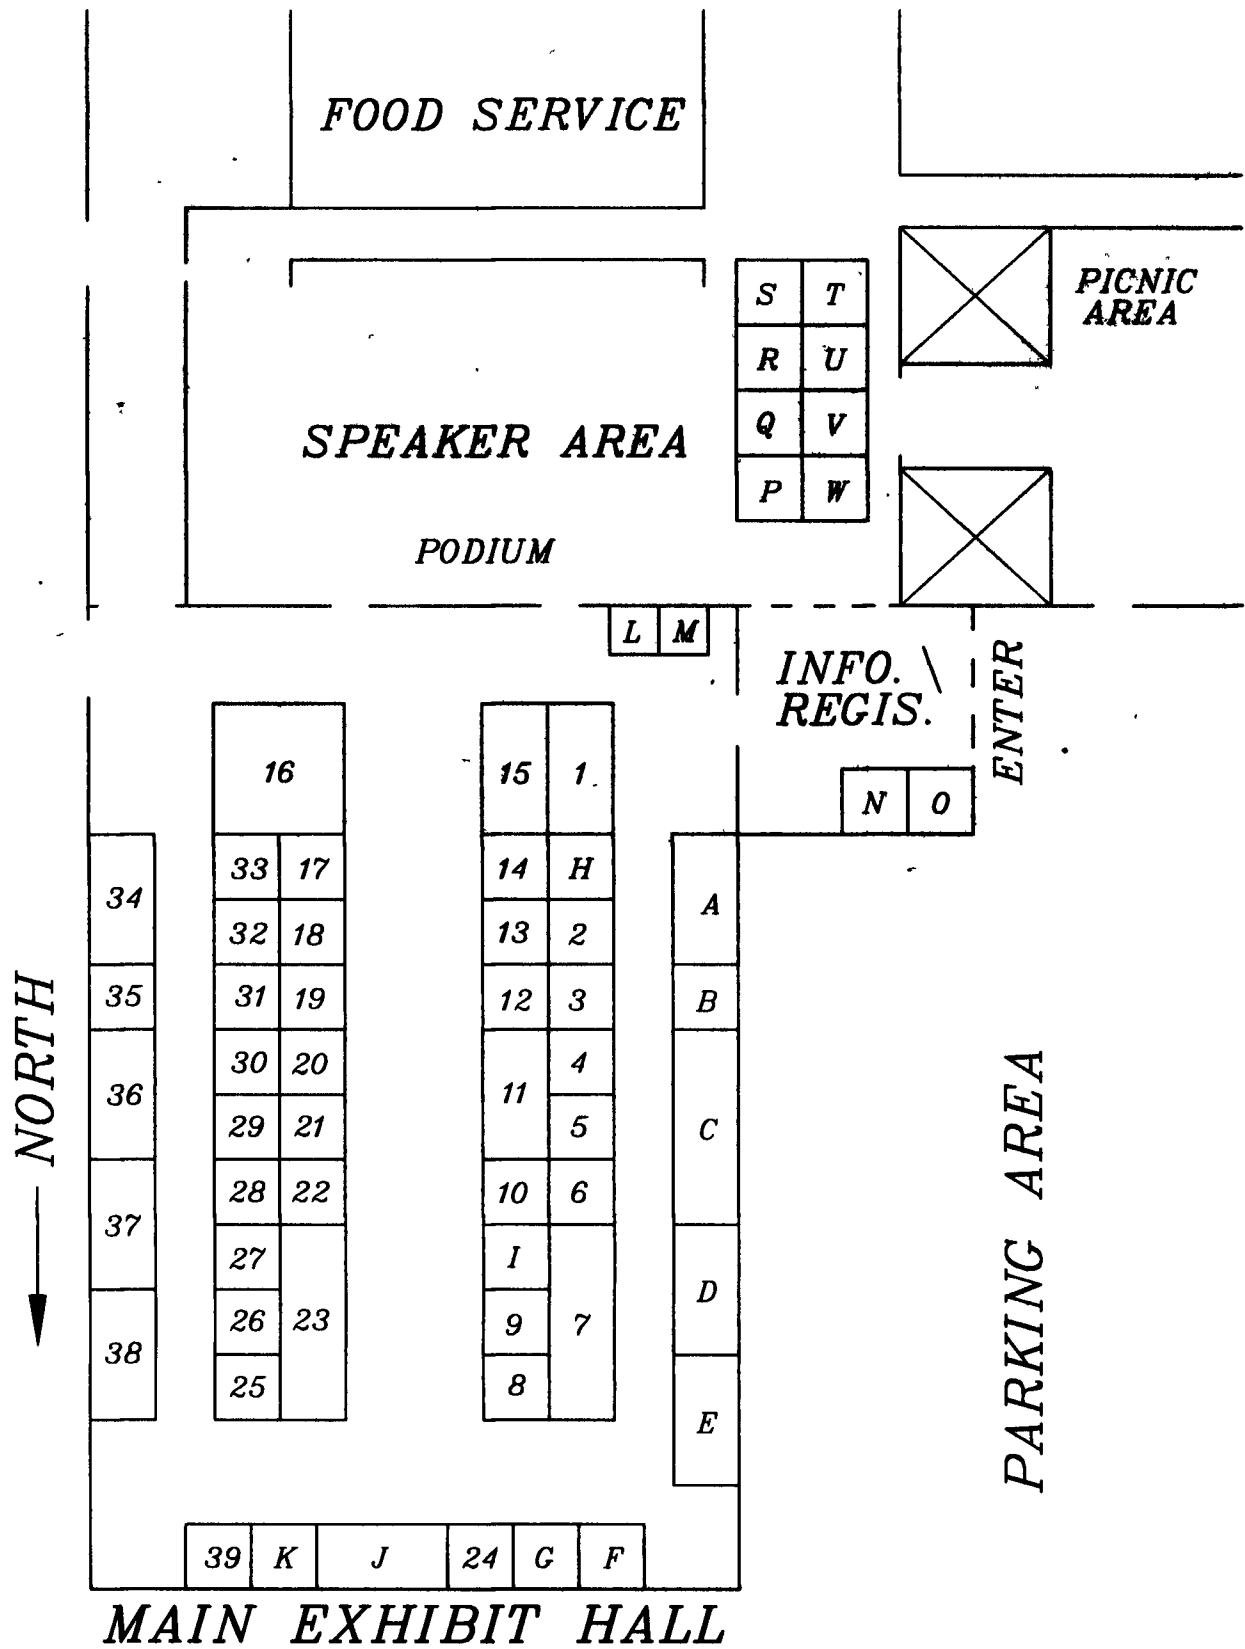 FOOD SERVICE
S T
PICNIC
AREA
R U
SPEAKER AREA
Q V
P W
PODIUM
L M
INFO. \
REGIS.
ENTER
16
15 1
N O
33 17
14 H
34
A
32 18
13 2
35
31 19
12 3
B
NORTH
30 20
4
36
11
29 21
5
C
28 22
10 6
37
27
I
D
26 23
9 7
38
25
8
E
PARKING AREA
39 K J 24 G F
MAIN EXHIBIT HALL